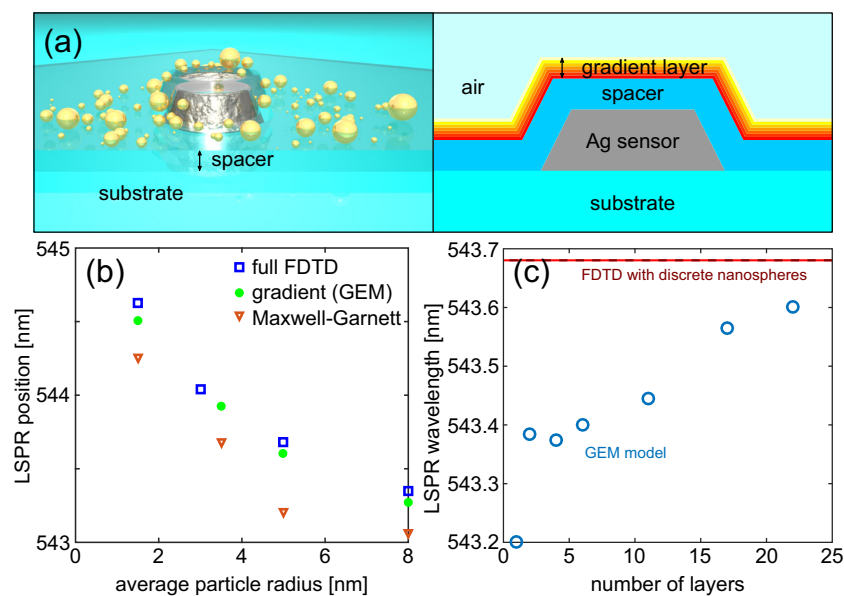 (a)
spacer
substrate
air
gradient layer
spacer
Ag sensor
substrate
(b)
545
544
543
LSPR position [nm]
full FDTD
gradient (GEM)
Maxwell-Garnett
0
2
4
6
8
average particle radius [nm]
(c)
543.7
543.6
543.5
543.4
543.3
543.2
LSPR wavelength [nm]
FDTD with discrete nanospheres
GEM model
0
5
10
15
20
25
number of layers